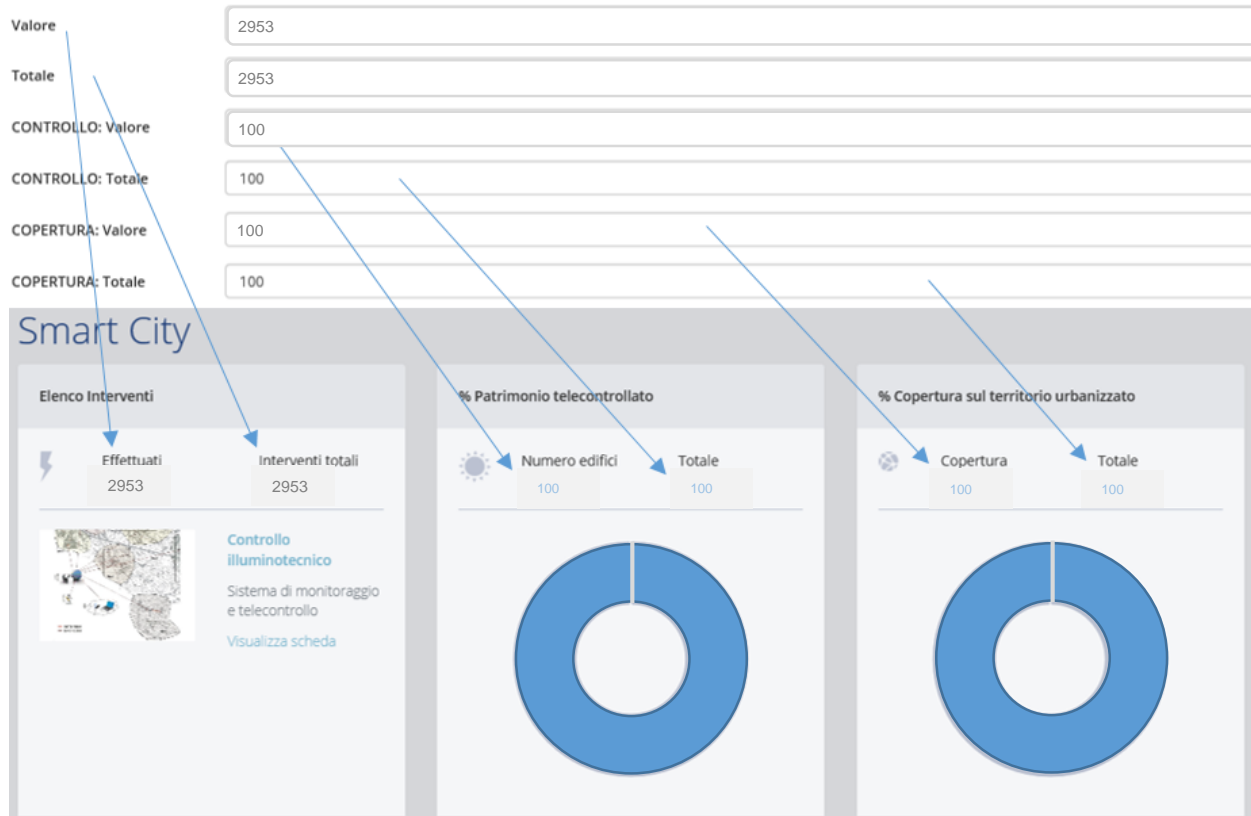 Valore 2953
Totale 2953
CONTROLLO: Valore 100
CONTROLLO: Totale 100
COPERTURA: Valore 100
COPERTURA: Totale 100
Smart City
Elenco Interventi
Effettuati Interventi totali
2953 2953
Controllo
illuminotecnico
Sistema di monitoraggio
e telecontrollo
Visualizza scheda
% Patrimonio telecontrollato
Numero edifici Totale
100 100
% Copertura sul territorio urbanizzato
Copertura Totale
100 100